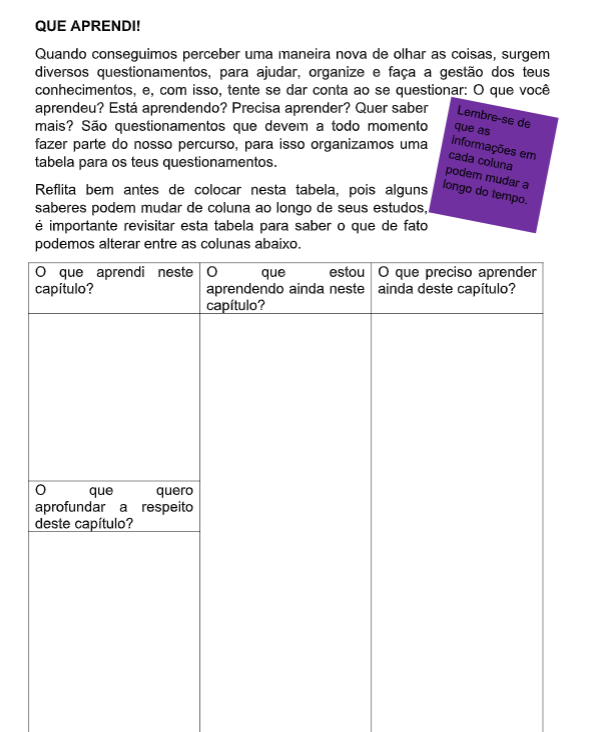 QUE APRENDI!
Quando conseguimos perceber uma maneira nova de olhar as coisas, surgem
diversos questionamentos, para ajudar, organize e faça a gestão dos teus
conhecimentos, e, com isso, tente se dar conta ao se questionar: O que você
aprendeu? Está aprendendo? Precisa aprender? Quer saber
mais? São questionamentos que devem a todo momento
fazer parte do nosso percurso, para isso organizamos uma
tabela para os teus questionamentos.
Lembre-se de
que as
informações em
cada coluna
podem mudar a
longo do tempo.
Reflita bem antes de colocar nesta tabela, pois alguns
saberes podem mudar de coluna ao longo de seus estudos,
é importante revisitar esta tabela para saber o que de fato
podemos alterar entre as colunas abaixo.
O que aprendi neste
capítulo?
O que estou
aprendendo ainda neste
capítulo?
O que preciso aprender
ainda deste capítulo?
O que quero
aprofundar a respeito
deste capítulo?